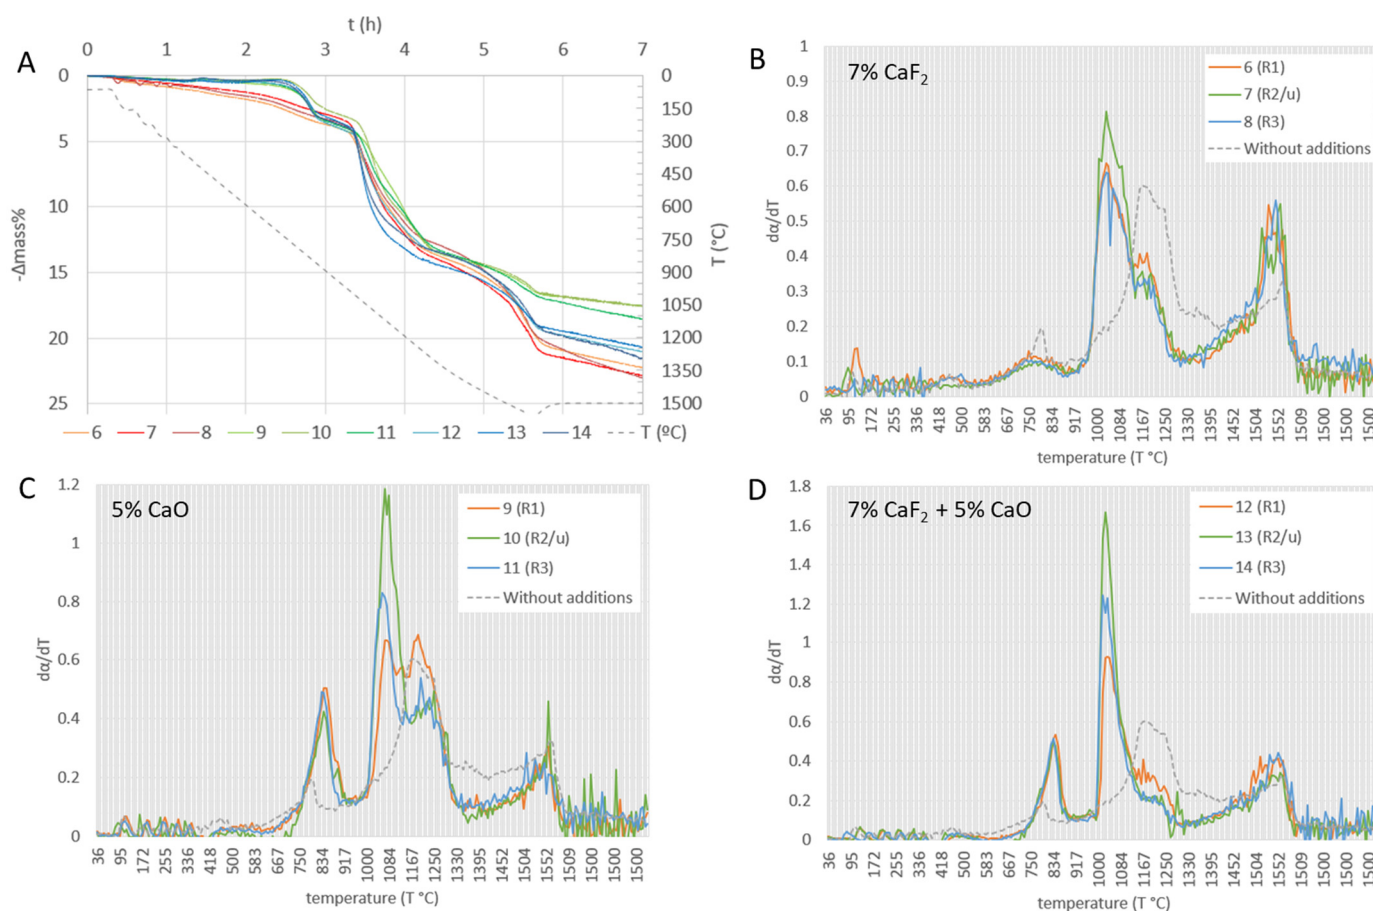 A
t (h)
0 1 2 3 4 5 6 7
-Δmass%
0
5
10
15
20
25
T (°C)
0
150
300
450
600
750
900
1050
1200
1350
1500
6 7 8 9 10 11 12 13 14 T (ºC)
B
7% CaF₂
6 (R1)
7 (R2/u)
8 (R3)
Without additions
dα/dT
1
0.9
0.8
0.7
0.6
0.5
0.4
0.3
0.2
0.1
0
36 95 172 254 336 418 500 583 667 750 834 917 1000 1084 1167 1250 1330 1395 1452 1504 1552 1509 1500 1500
temperature (T °C)
C
5% CaO
9 (R1)
10 (R2/u)
11 (R3)
Without additions
dα/dT
1.2
1
0.8
0.6
0.4
0.2
0
36 95 172 254 336 418 500 583 667 750 834 917 1000 1084 1167 1250 1330 1395 1452 1504 1552 1509 1500 1500
temperature (T °C)
D
7% CaF₂ + 5% CaO
12 (R1)
13 (R2/u)
14 (R3)
Without additions
dα/dT
1.8
1.6
1.4
1.2
1
0.8
0.6
0.4
0.2
0
36 95 172 254 336 418 500 583 667 750 834 917 1000 1084 1167 1250 1330 1395 1452 1504 1552 1509 1500 1500
temperature (T °C)